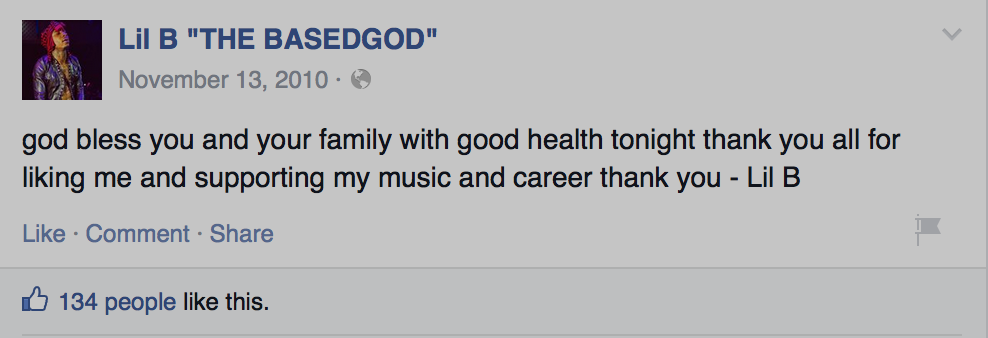 Lil B "THE BASEDGOD"
November 13, 2010 ·
god bless you and your family with good health tonight thank you all for
liking me and supporting my music and career thank you - Lil B
Like · Comment · Share
134 people like this.